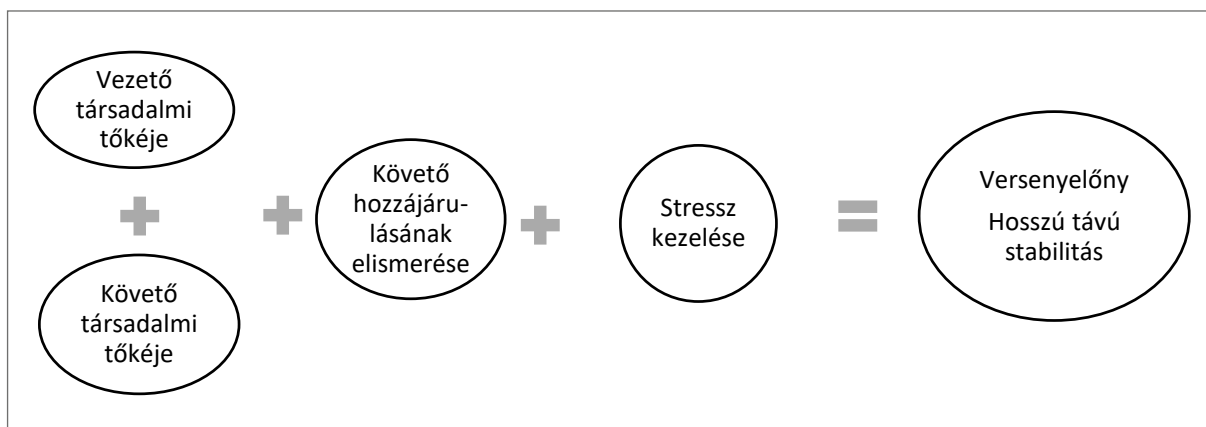 Vezető
társadalmi
tőkéje
+
Követő
társadalmi
tőkéje
+
Követő
hozzájáru-
lásának
elismerése
+
Stressz
kezelése
=
Versenyelőny
Hosszú távú
stabilitás